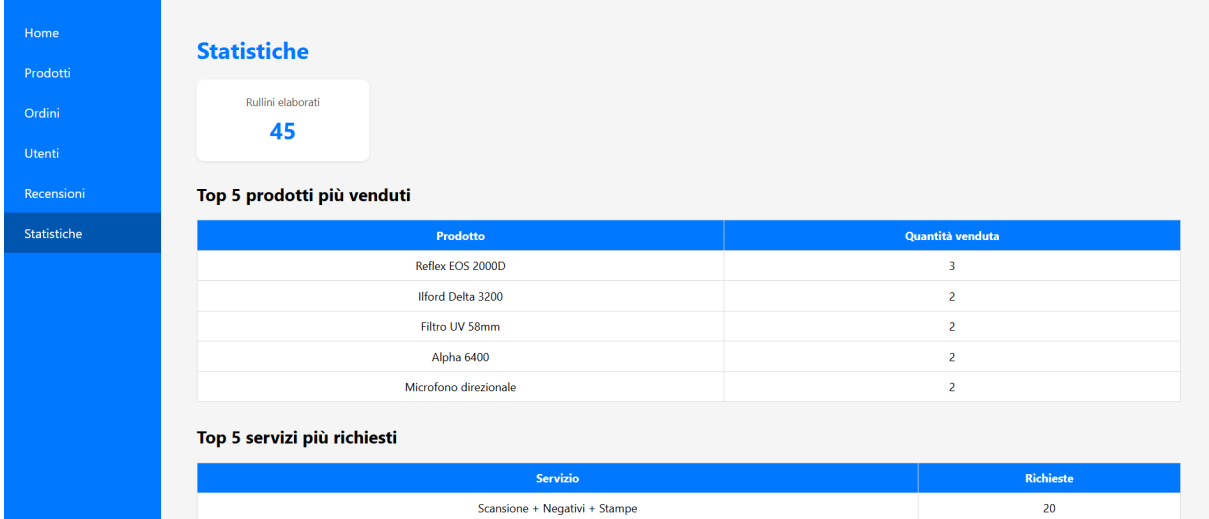 Home
Prodotti
Ordini
Utenti
Recensioni
Statistiche
Statistiche
Rullini elaborati
45
Top 5 prodotti più venduti
Prodotto Quantità venduta
Reflex EOS 2000D 3
Ilford Delta 3200 2
Filtro UV 58mm 2
Alpha 6400 2
Microfono direzionale 2
Top 5 servizi più richiesti
Servizio Richieste
Scansione + Negativi + Stampe 20